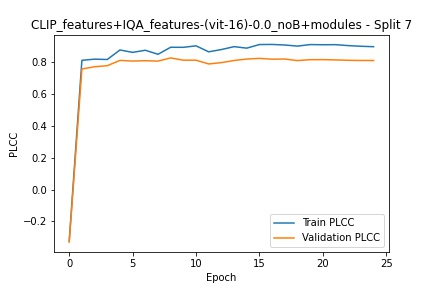 CLIP_features+IQA_features-(vit-16)-0.0_noB+modules - Split 7
PLCC
0.8
0.6
0.4
0.2
0.0
−0.2
Train PLCC
Validation PLCC
0
5
10
15
20
25
Epoch